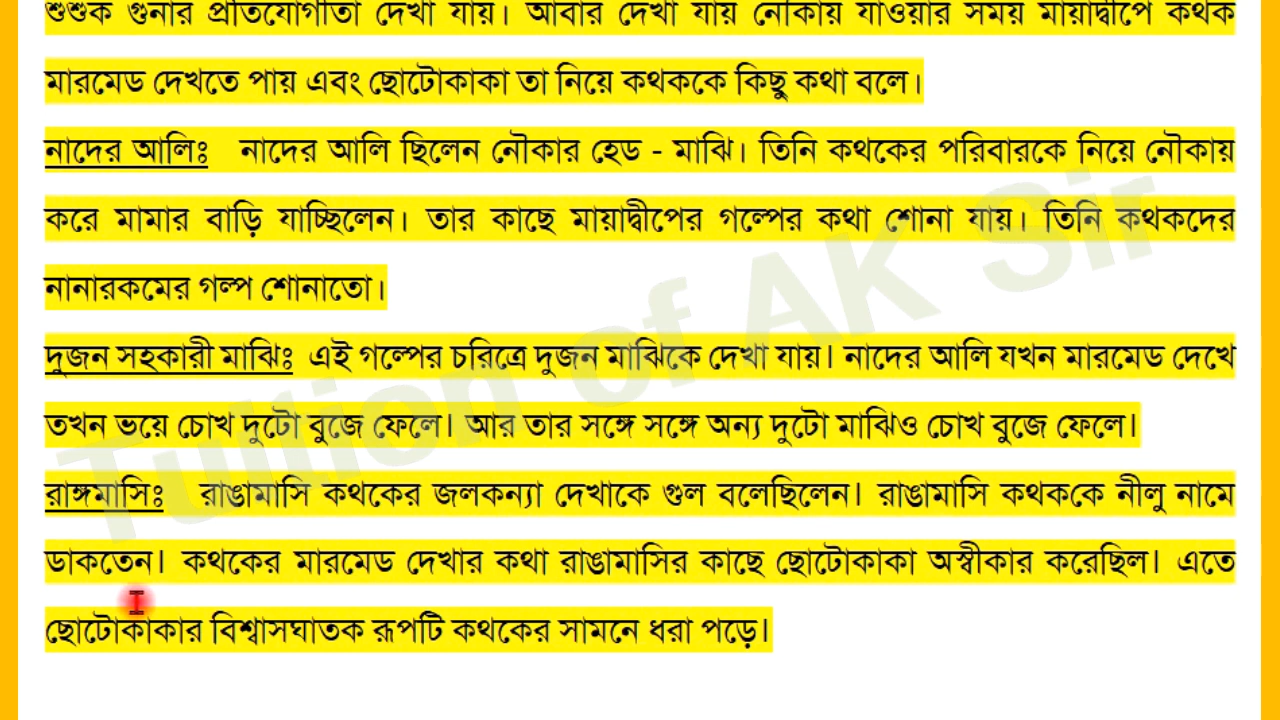 শুশুক গুনার প্রতিযোগীতা দেখা যায়। আবার দেখা যায় নৌকায় যাওয়ার সময় মায়াদ্বীপে কথক
মারমেড দেখতে পায় এবং ছোটোকাকা তা নিয়ে কথককে কিছু কথা বলে।
নাদের আলিঃ নাদের আলি ছিলেন নৌকার হেড - মাঝি। তিনি কথকের পরিবারকে নিয়ে নৌকায়
করে মামার বাড়ি যাচ্ছিলেন। তার কাছে মায়াদ্বীপের গল্পের কথা শোনা যায়। তিনি কথকদের
নানারকমের গল্প শোনাতো।
দুজন সহকারী মাঝিঃ এই গল্পের চরিত্রে দুজন মাঝিকে দেখা যায়। নাদের আলি যখন মারমেড দেখে
তখন ভয়ে চোখ দুটো বুজে ফেলে। আর তার সঙ্গে সঙ্গে অন্য দুটো মাঝিও চোখ বুজে ফেলে।
রাঙ্গমাসিঃ রাঙামাসি কথকের জলকন্যা দেখাকে গুল বলেছিলেন। রাঙামাসি কথককে নীলু নামে
ডাকতেন। কথকের মারমেড দেখার কথা রাঙামাসির কাছে ছোটোকাকা অস্বীকার করেছিল। এতে
ছোটোকাকার বিশ্বাসঘাতক রূপটি কথকের সামনে ধরা পড়ে।
Tuition of AK Sir